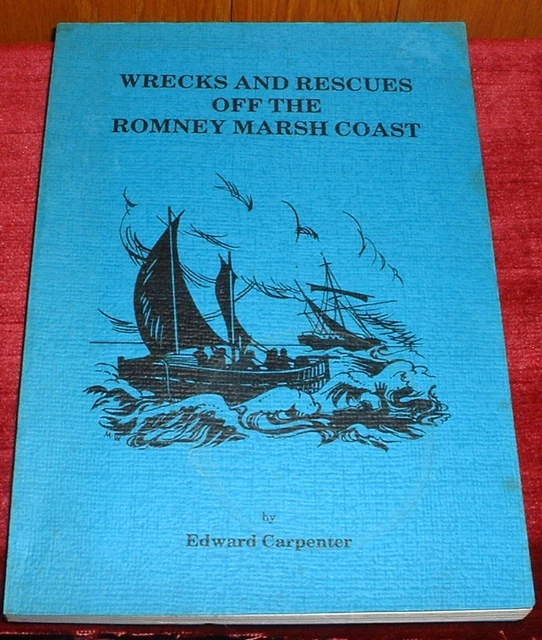 WRECKS AND RESCUES
OFF THE
ROMNEY MARSH COAST
by
Edward Carpenter